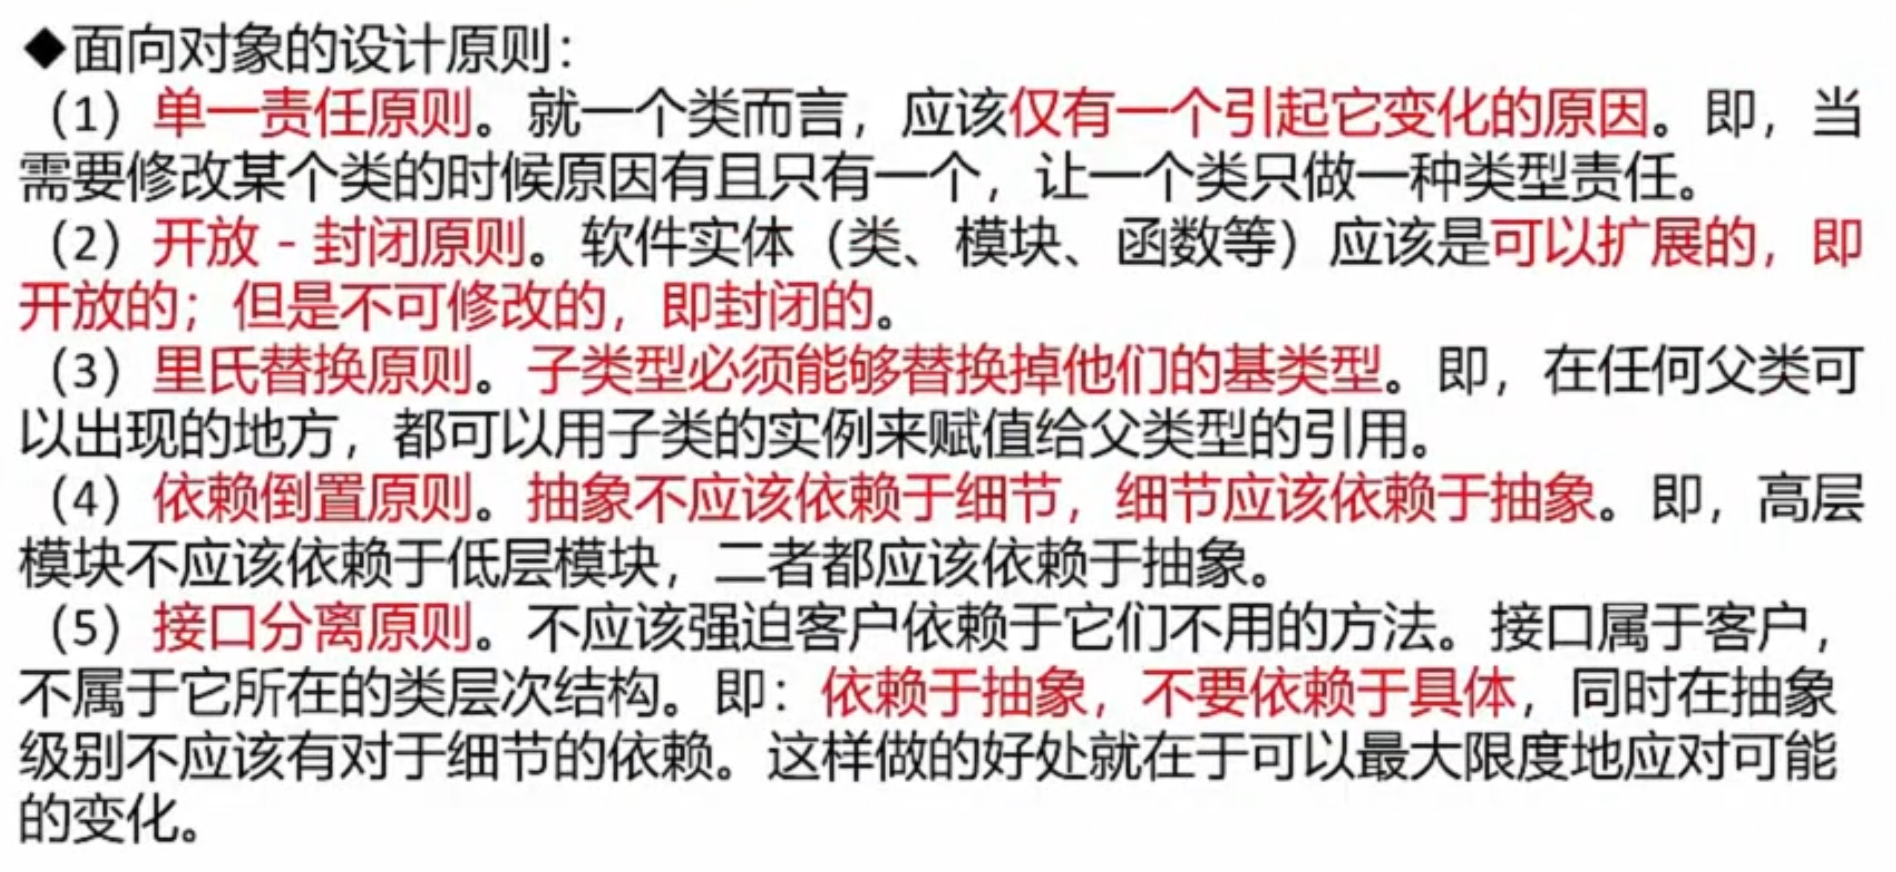 ◆面向对象的设计原则：
（1）单一责任原则。就一个类而言，应该仅有一个引起它变化的原因。即，当
需要修改某个类的时候原因有且只有一个，让一个类只做一种类型责任。
（2）开放－封闭原则。软件实体（类、模块、函数等）应该是可以扩展的，即
开放的；但是不可修改的，即封闭的。
（3）里氏替换原则。子类型必须能够替换掉他们的基类型。即，在任何父类可
以出现的地方，都可以用子类的实例来赋值给父类型的引用。
（4）依赖倒置原则。抽象不应该依赖于细节，细节应该依赖于抽象。即，高层
模块不应该依赖于低层模块，二者都应该依赖于抽象。
（5）接口分离原则。不应该强迫客户依赖于它们不用的方法。接口属于客户，
不属于它所在的类层次结构。即：依赖于抽象，不要依赖于具体，同时在抽象
级别不应该有对于细节的依赖。这样做的好处就在于可以最大限度地应对可能
的变化。